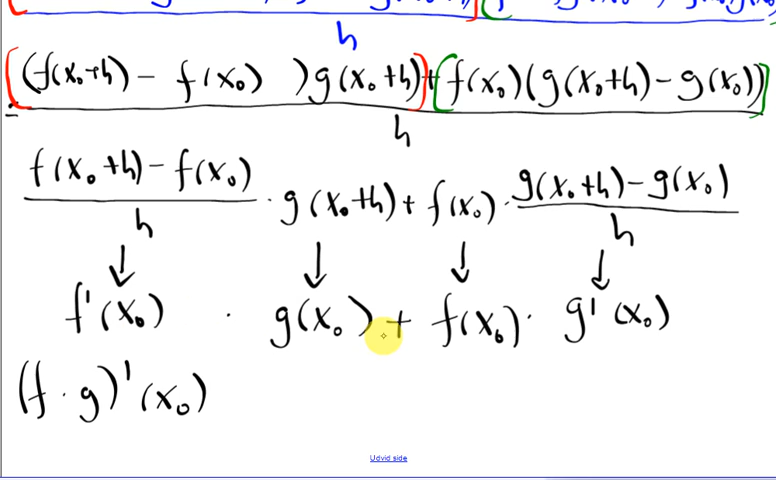 h
((f(x₀+h) - f(x₀) )g(x₀+h)) + (f(x₀)(g(x₀+h) - g(x₀)))
=
h
f(x₀+h) - f(x₀)
h
· g(x₀+h) + f(x₀) ·
g(x₀+h) - g(x₀)
h
↓ ↓ ↓ ↓
f'(x₀) · g(x₀) + f(x₀) · g'(x₀)
(f · g)'(x₀)
Udvid side